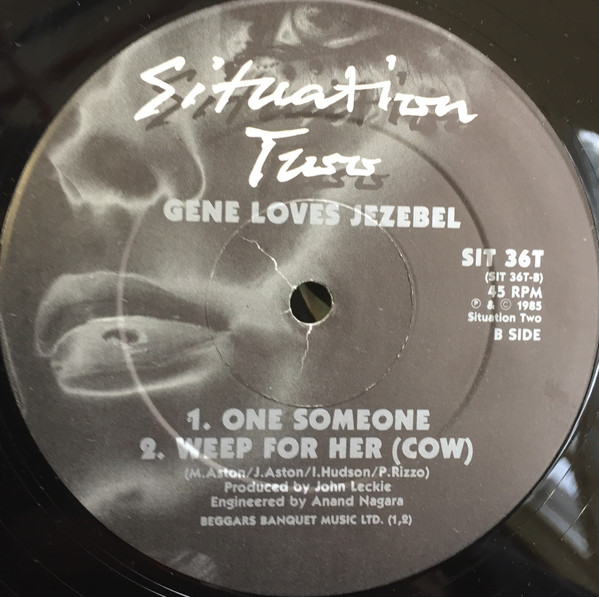 Situation
Two
GENE LOVES JEZEBEL
SIT 36T
(SIT 36T-B)
45 RPM
℗ & © 1985
Situation Two
B SIDE
1. ONE SOMEONE
2. WEEP FOR HER (COW)
(M.Aston/J.Aston/I.Hudson/P.Rizzo)
Produced by John Leckie
Engineered by Anand Nagara
BEGGARS BANQUET MUSIC LTD. (1,2)